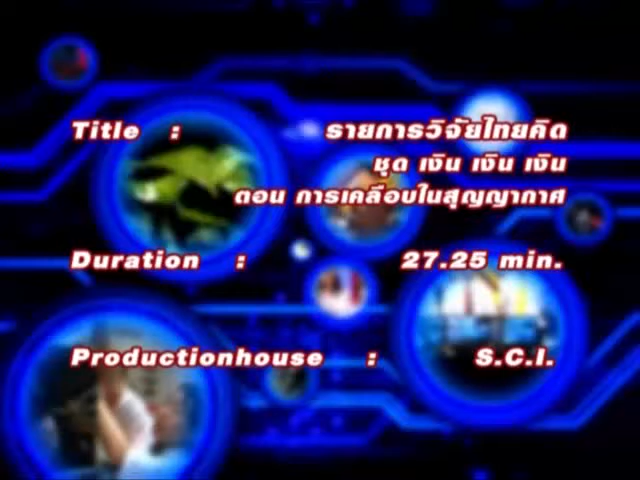 Title : รายการวิจัยไทยคิด
ชุด เงิน เงิน เงิน
ตอน การเคลือบในสุญญากาศ
Duration : 27.25 min.
Productionhouse : S.C.I.